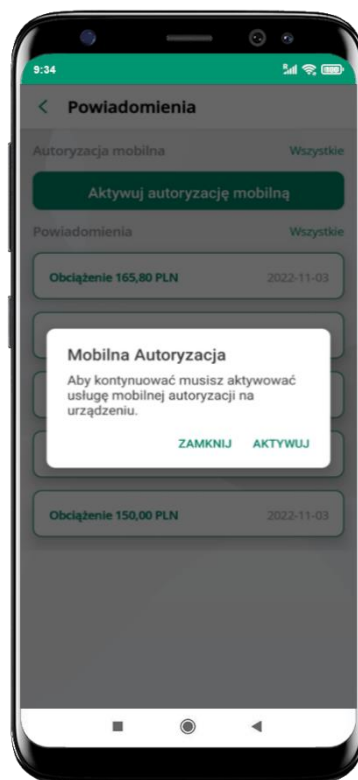 9:34
Powiadomienia
Autoryzacja mobilna Wszystkie
Aktywuj autoryzację mobilną
Powiadomienia Wszystkie
Obciążenie 165,80 PLN 2022-11-03
Mobilna Autoryzacja
Aby kontynuować musisz aktywować
usługę mobilnej autoryzacji na
urządzeniu.
ZAMKNIJ AKTYWUJ
Obciążenie 150,00 PLN 2022-11-03